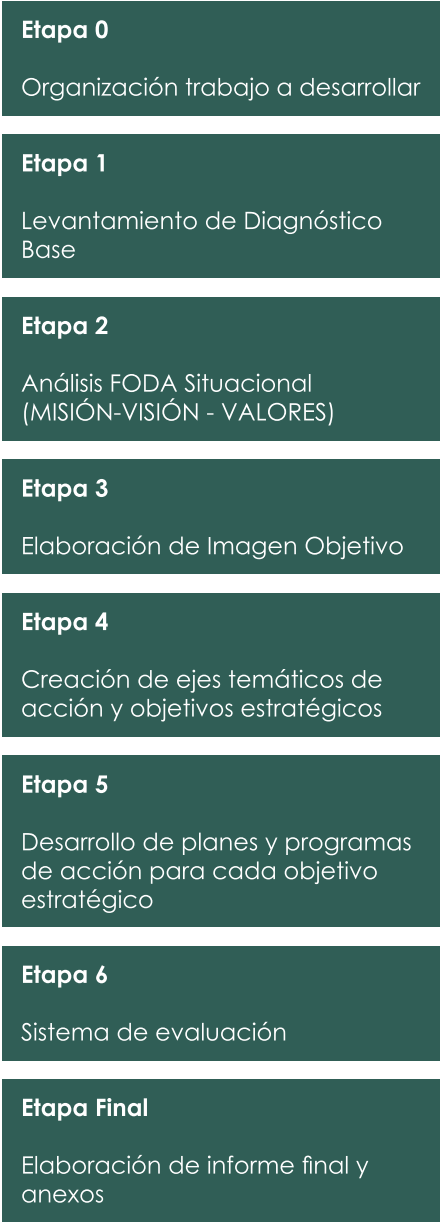 Etapa 0
Organización trabajo a desarrollar
Etapa 1
Levantamiento de Diagnóstico
Base
Etapa 2
Análisis FODA Situacional
(MISIÓN-VISIÓN - VALORES)
Etapa 3
Elaboración de Imagen Objetivo
Etapa 4
Creación de ejes temáticos de
acción y objetivos estratégicos
Etapa 5
Desarrollo de planes y programas
de acción para cada objetivo
estratégico
Etapa 6
Sistema de evaluación
Etapa Final
Elaboración de informe final y
anexos